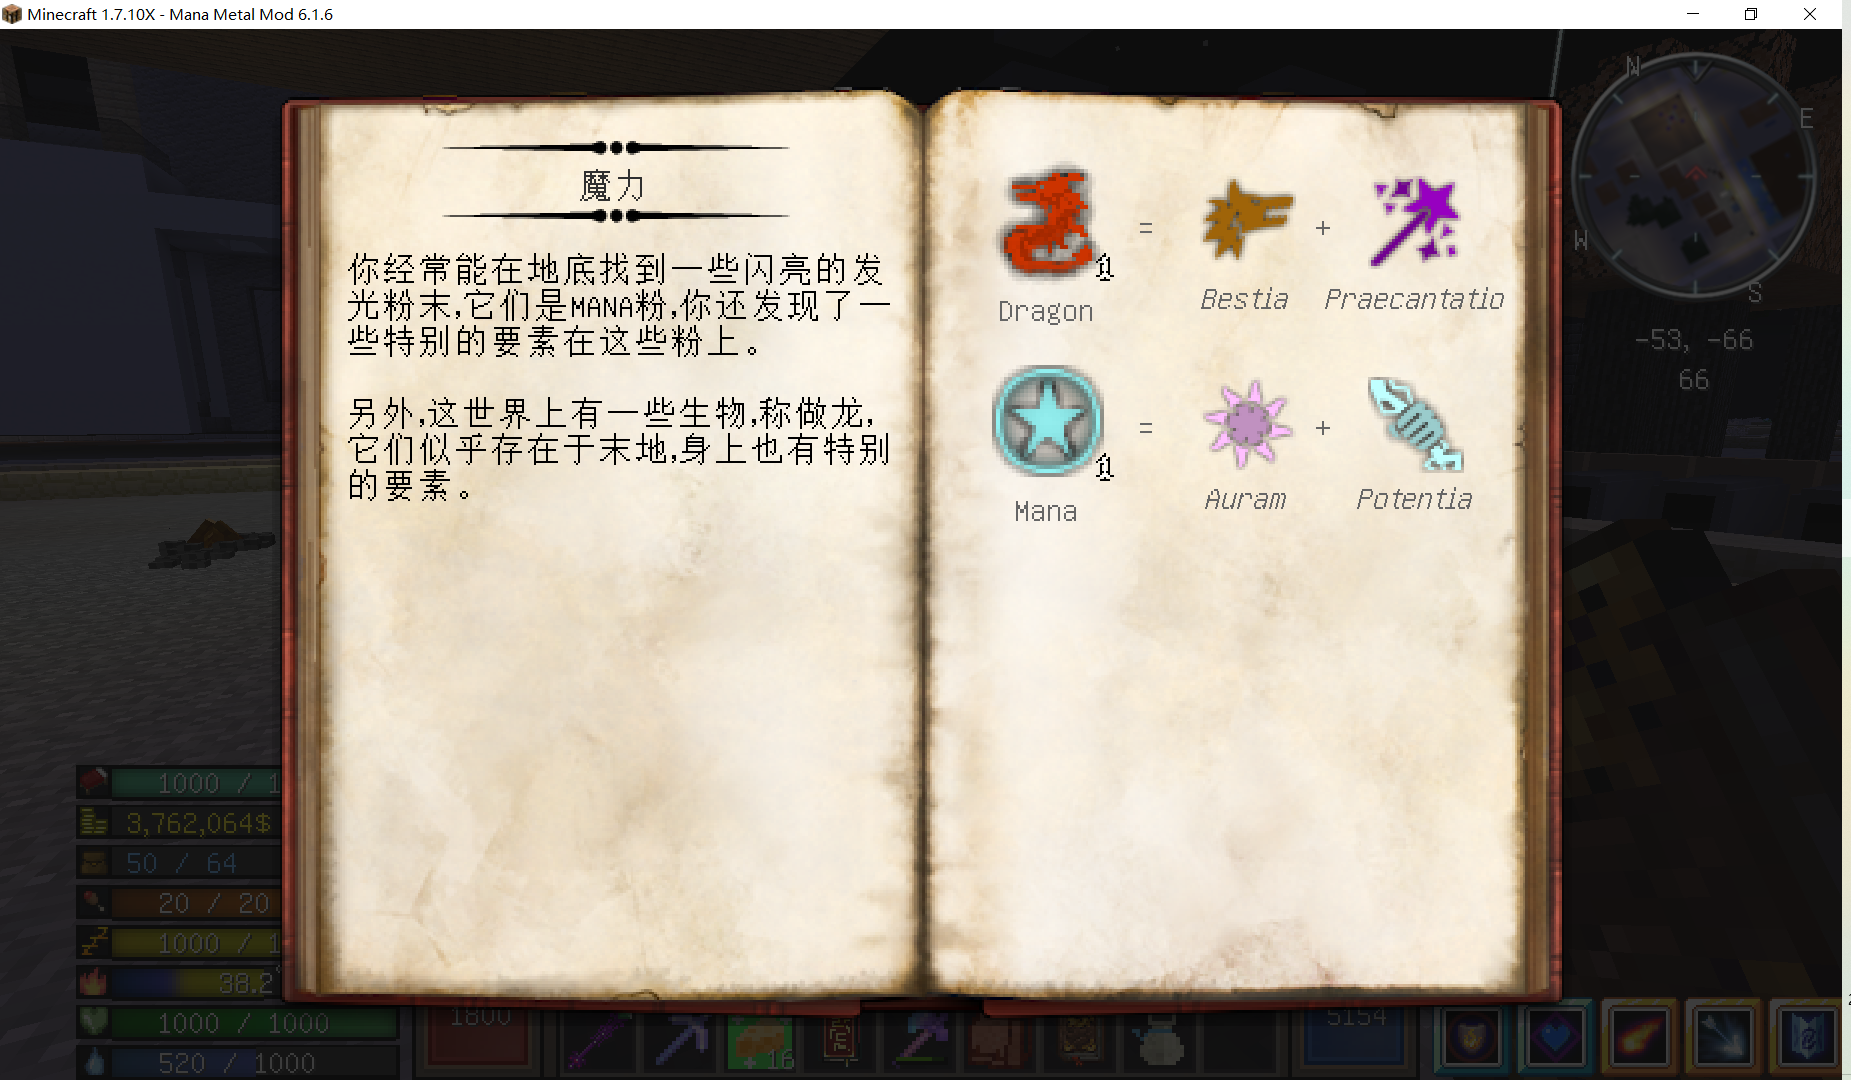 Minecraft 1.7.10X - Mana Metal Mod 6.1.6
魔力
你经常能在地底找到一些闪亮的发
光粉末,它们是MANA粉,你还发现了一
些特别的要素在这些粉上。
另外,这世界上有一些生物,称做龙,
它们似乎存在于末地,身上也有特别
的要素。
1 = +
Dragon Bestia Praecantatio
1 = +
Mana Auram Potentia
N
E
W
S
-53, -66
66
1000 / 1
3,762,064$
50 / 64
20 / 20
1000 / 1
38.2°
1000 / 1000
520 / 1000
1800
16
5154